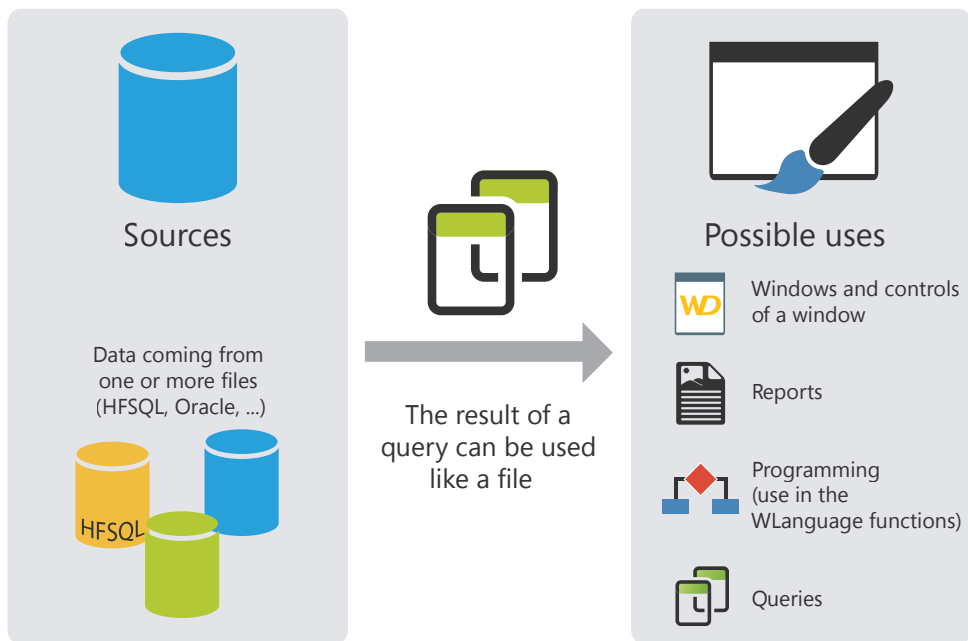 Sources
Data coming from
one or more files
(HFSQL, Oracle, ...)
HFSQL
The result of a
query can be used
like a file
Possible uses
WD
Windows and controls
of a window
Reports
Programming
(use in the
WLanguage functions)
Queries